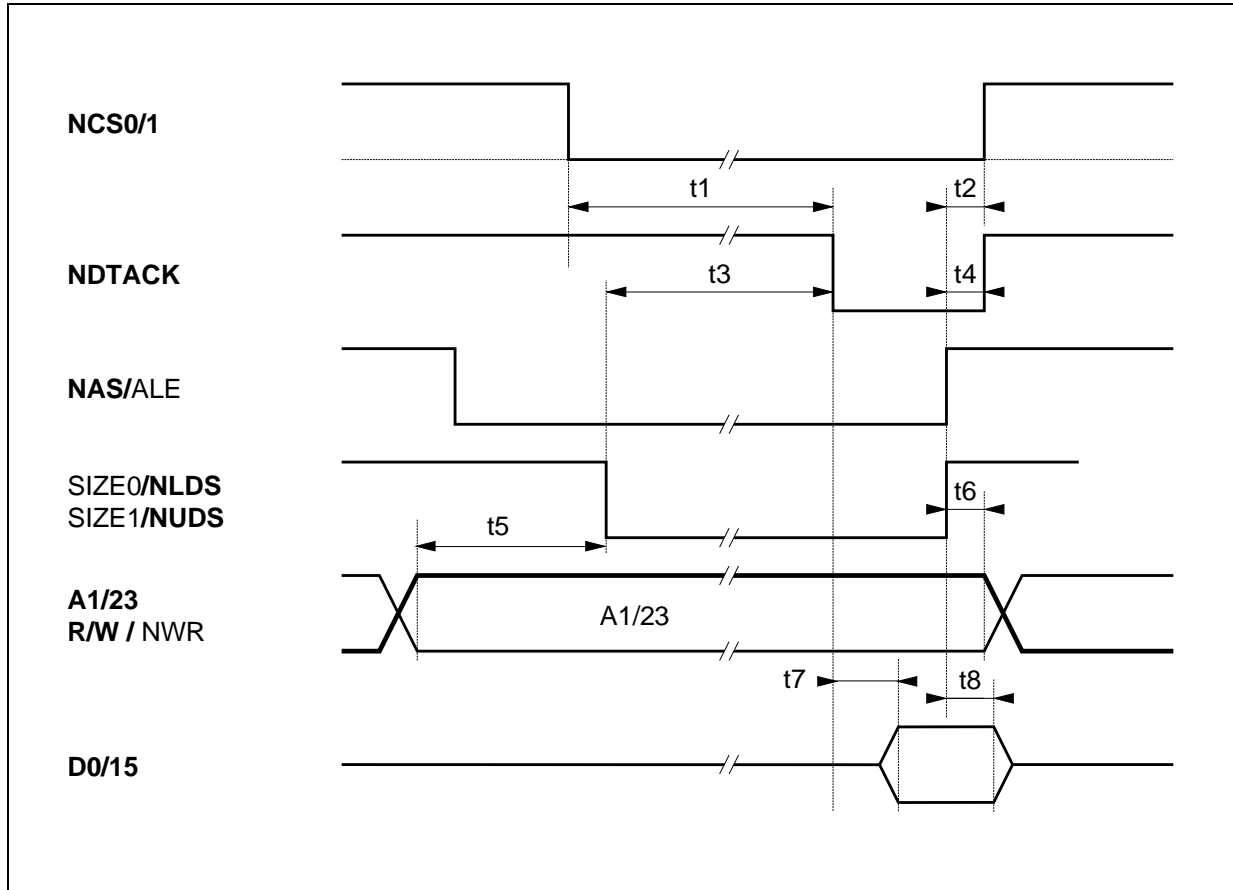 NCS0/1
t1
t2
NDTACK
t3
t4
NAS/ALE
SIZE0/NLDS
SIZE1/NUDS
t5
t6
A1/23
R/W / NWR
A1/23
t7
t8
D0/15